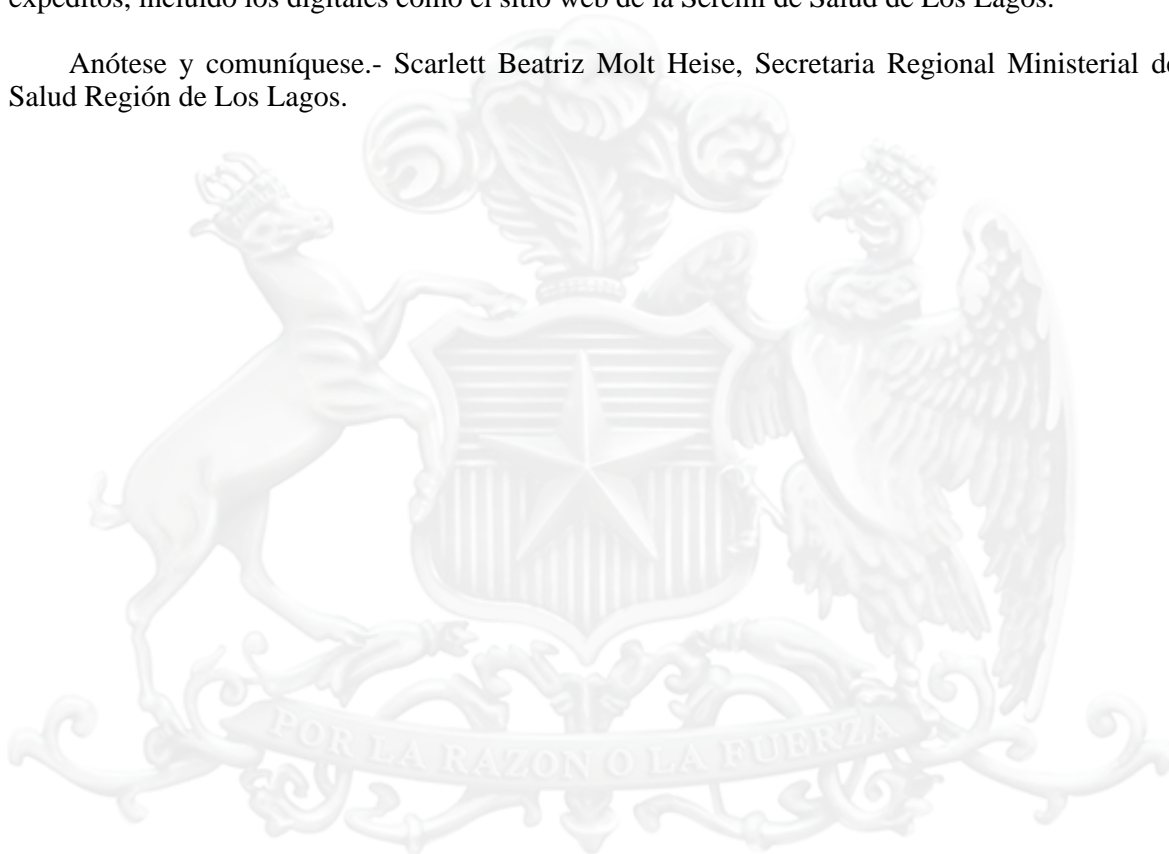 expeditos, incluido los digitales como el sitio web de la Seremi de Salud de Los Lagos.
Anótese y comuníquese.- Scarlett Beatriz Molt Heise, Secretaria Regional Ministerial de
Salud Región de Los Lagos.
POR LA RAZON O LA FUERZA